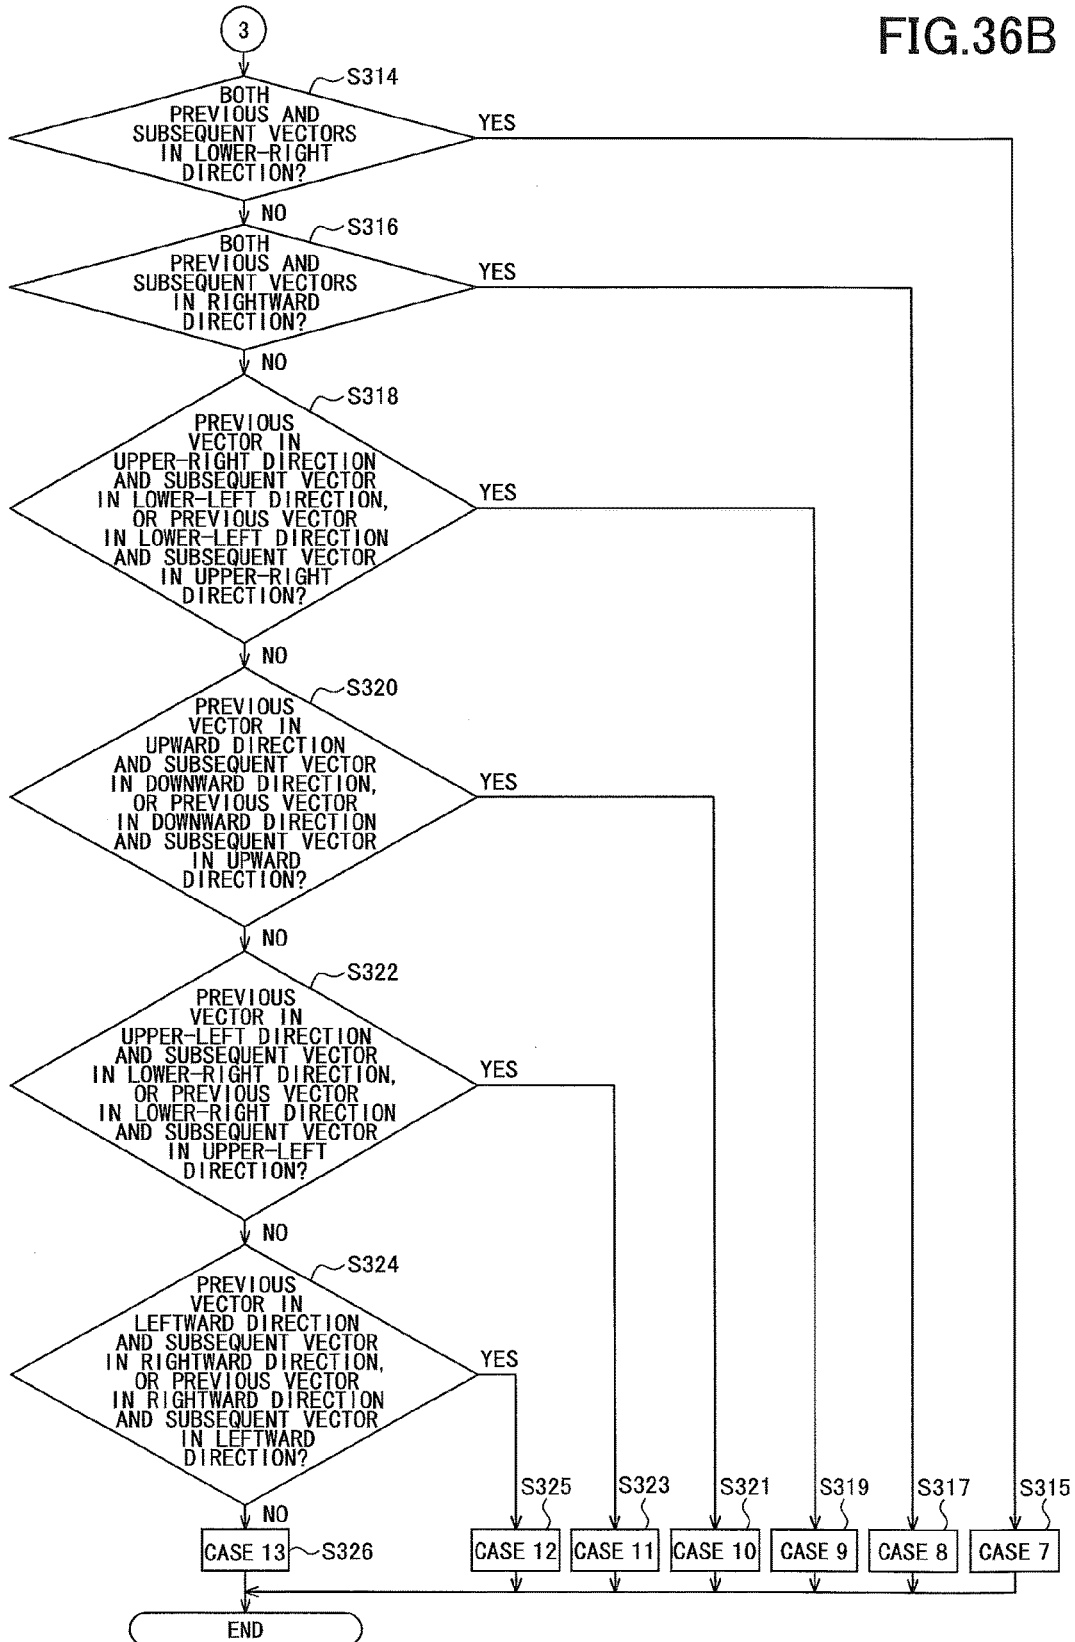 FIG.36B
3
S314
BOTH
PREVIOUS AND
SUBSEQUENT VECTORS
IN LOWER-RIGHT
DIRECTION?
YES
NO
S316
BOTH
PREVIOUS AND
SUBSEQUENT VECTORS
IN RIGHTWARD
DIRECTION?
YES
NO
S318
PREVIOUS
VECTOR IN
UPPER-RIGHT DIRECTION
AND SUBSEQUENT VECTOR
IN LOWER-LEFT DIRECTION,
OR PREVIOUS VECTOR
IN LOWER-LEFT DIRECTION
AND SUBSEQUENT VECTOR
IN UPPER-RIGHT
DIRECTION?
YES
NO
S320
PREVIOUS
VECTOR IN
UPWARD DIRECTION
AND SUBSEQUENT VECTOR
IN DOWNWARD DIRECTION,
OR PREVIOUS VECTOR
IN DOWNWARD DIRECTION
AND SUBSEQUENT VECTOR
IN UPWARD
DIRECTION?
YES
NO
S322
PREVIOUS
VECTOR IN
UPPER-LEFT DIRECTION
AND SUBSEQUENT VECTOR
IN LOWER-RIGHT DIRECTION,
OR PREVIOUS VECTOR
IN LOWER-RIGHT DIRECTION
AND SUBSEQUENT VECTOR
IN UPPER-LEFT
DIRECTION?
YES
NO
S324
PREVIOUS
VECTOR IN
LEFTWARD DIRECTION
AND SUBSEQUENT VECTOR
IN RIGHTWARD DIRECTION,
OR PREVIOUS VECTOR
IN RIGHTWARD DIRECTION
AND SUBSEQUENT VECTOR
IN LEFTWARD
DIRECTION?
YES
NO
S325 S323 S321 S319 S317 S315
CASE 13 S326 CASE 12 CASE 11 CASE 10 CASE 9 CASE 8 CASE 7
END